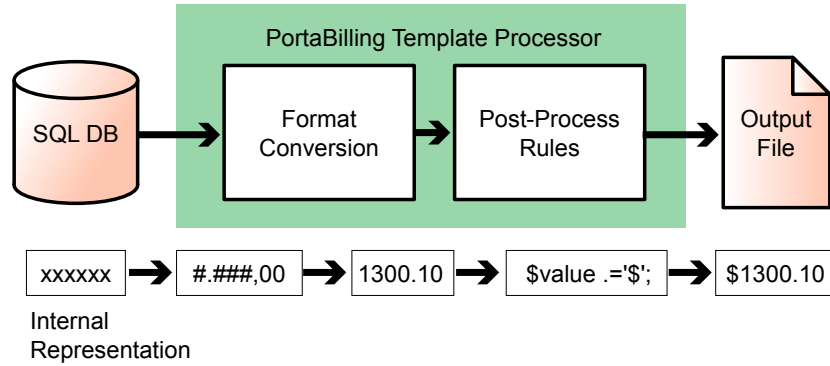 PortaBilling Template Processor
SQL DB
Format
Conversion
Post-Process
Rules
Output
File
xxxxxx
#.###,00
1300.10
$value .='$';
$1300.10
Internal
Representation